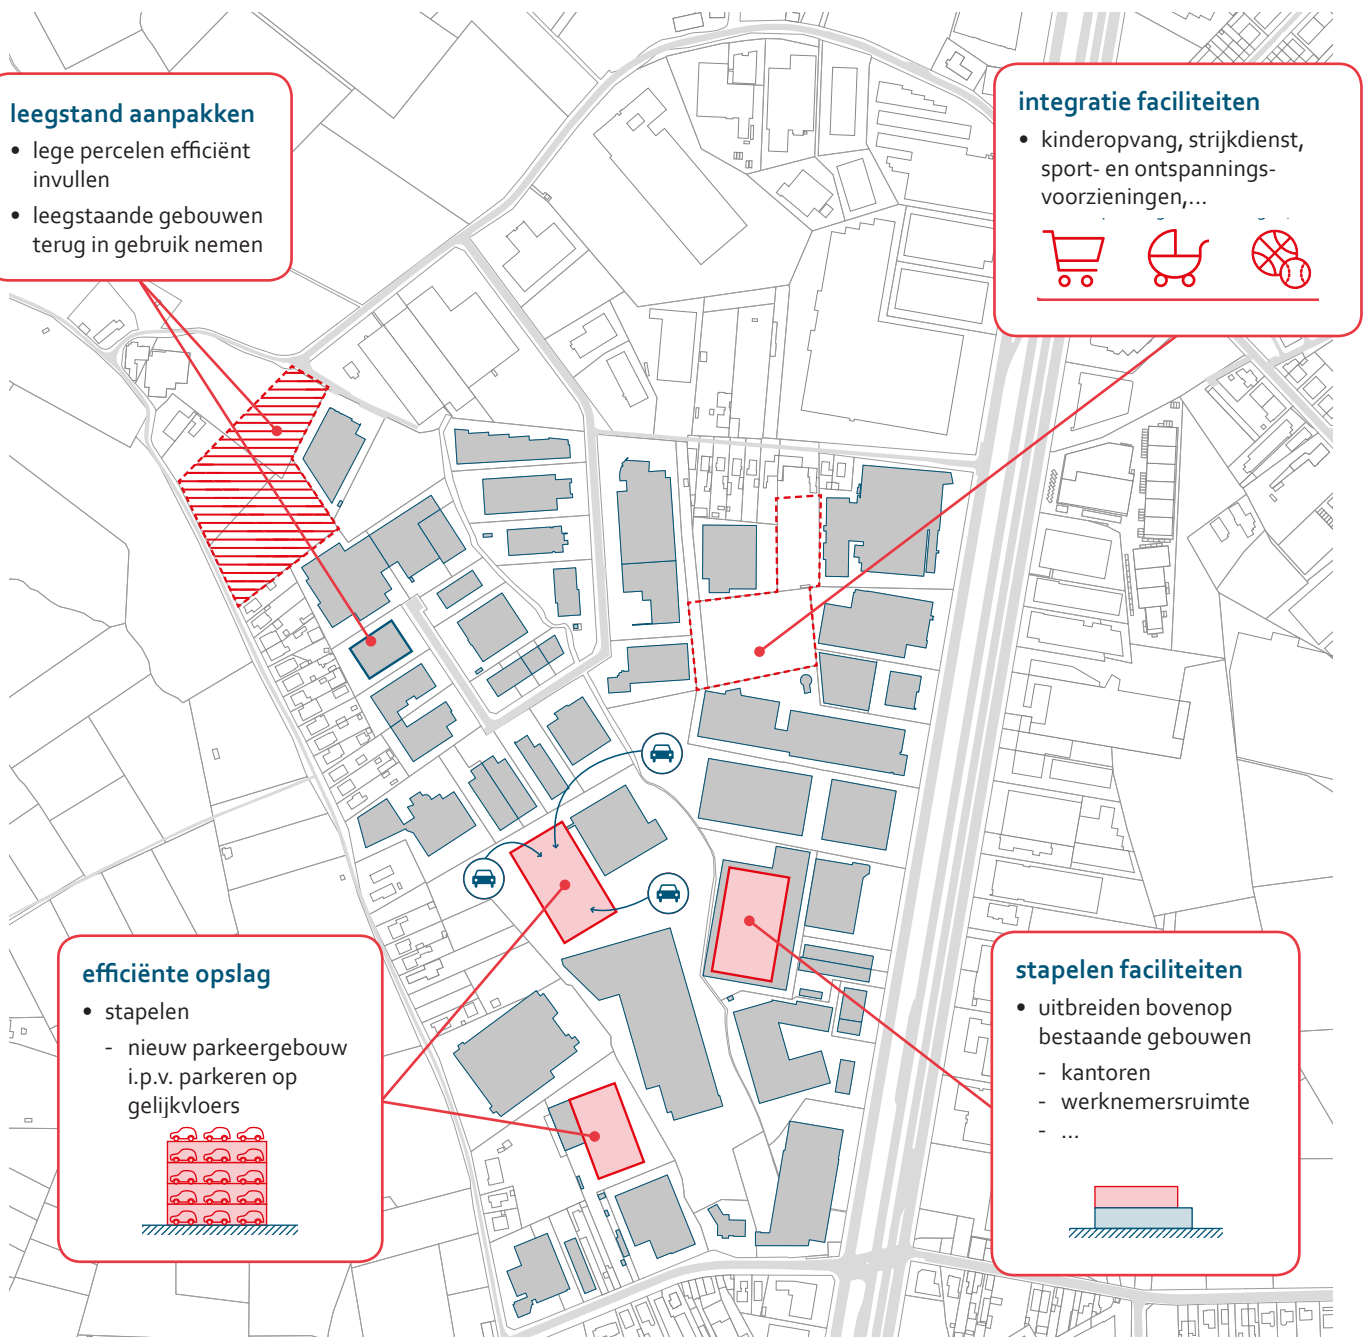 leegstand aanpakken
• lege percelen efficiënt
invullen
• leegstaande gebouwen
terug in gebruik nemen
integratie faciliteiten
• kinderopvang, strijkdienst,
sport- en ontspannings-
voorzieningen,...
efficiënte opslag
• stapelen
- nieuw parkeergebouw
i.p.v. parkeren op
gelijkvloers
stapelen faciliteiten
• uitbreiden bovenop
bestaande gebouwen
- kantoren
- werknemersruimte
- ...